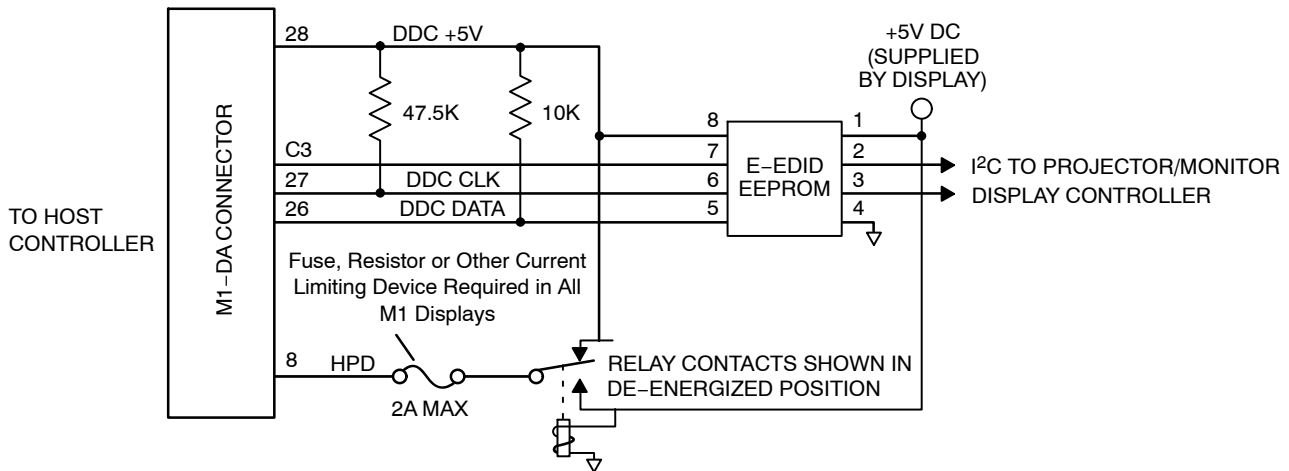 28
DDC +5V
+5V DC
(SUPPLIED
BY DISPLAY)
47.5K
10K
8
1
C3
7
2
E−EDID
EEPROM
I²C TO PROJECTOR/MONITOR
27
DDC CLK
6
3
DISPLAY CONTROLLER
26
DDC DATA
5
4
TO HOST
CONTROLLER
M1−DA CONNECTOR
Fuse, Resistor or Other Current
Limiting Device Required in All
M1 Displays
8
HPD
2A MAX
RELAY CONTACTS SHOWN IN
DE−ENERGIZED POSITION